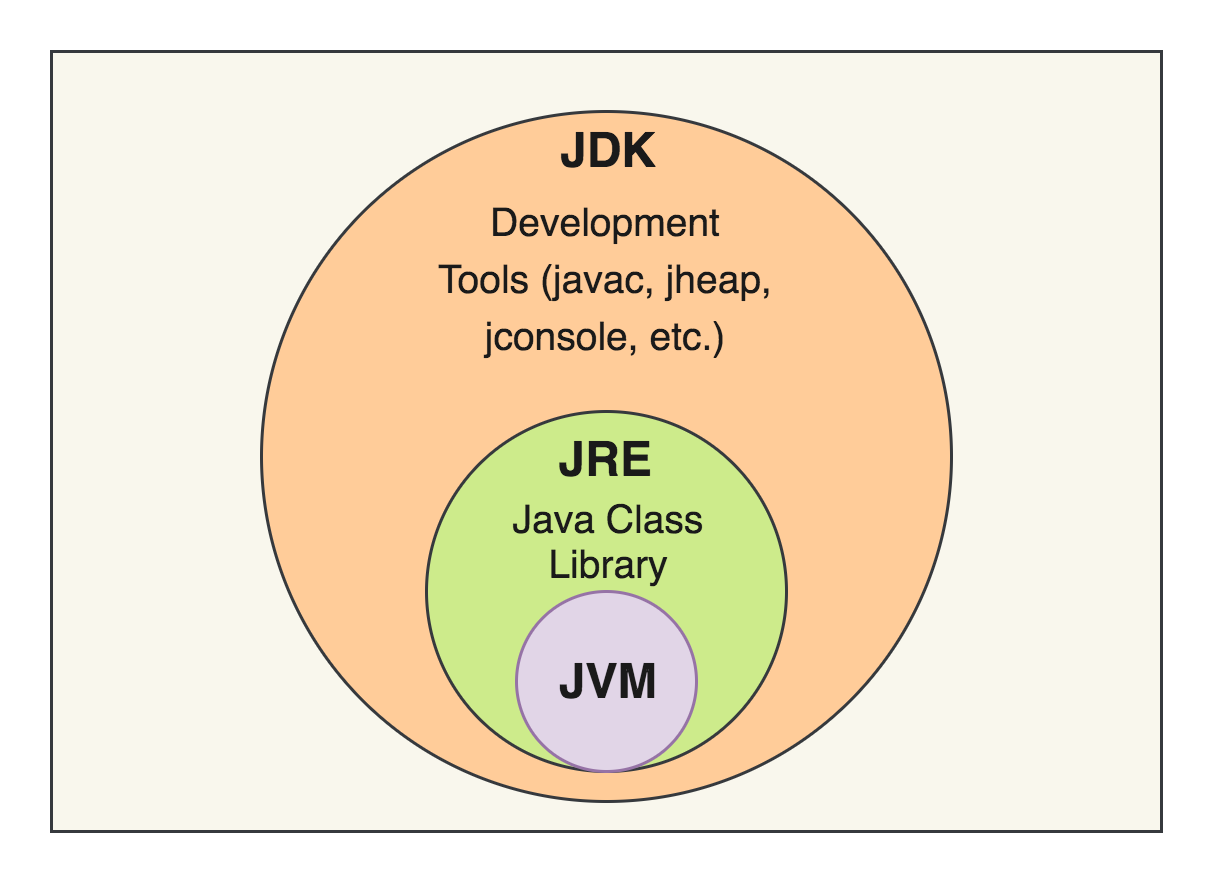 JDK
Development
Tools (javac, jheap,
jconsole, etc.)
JRE
Java Class
Library
JVM